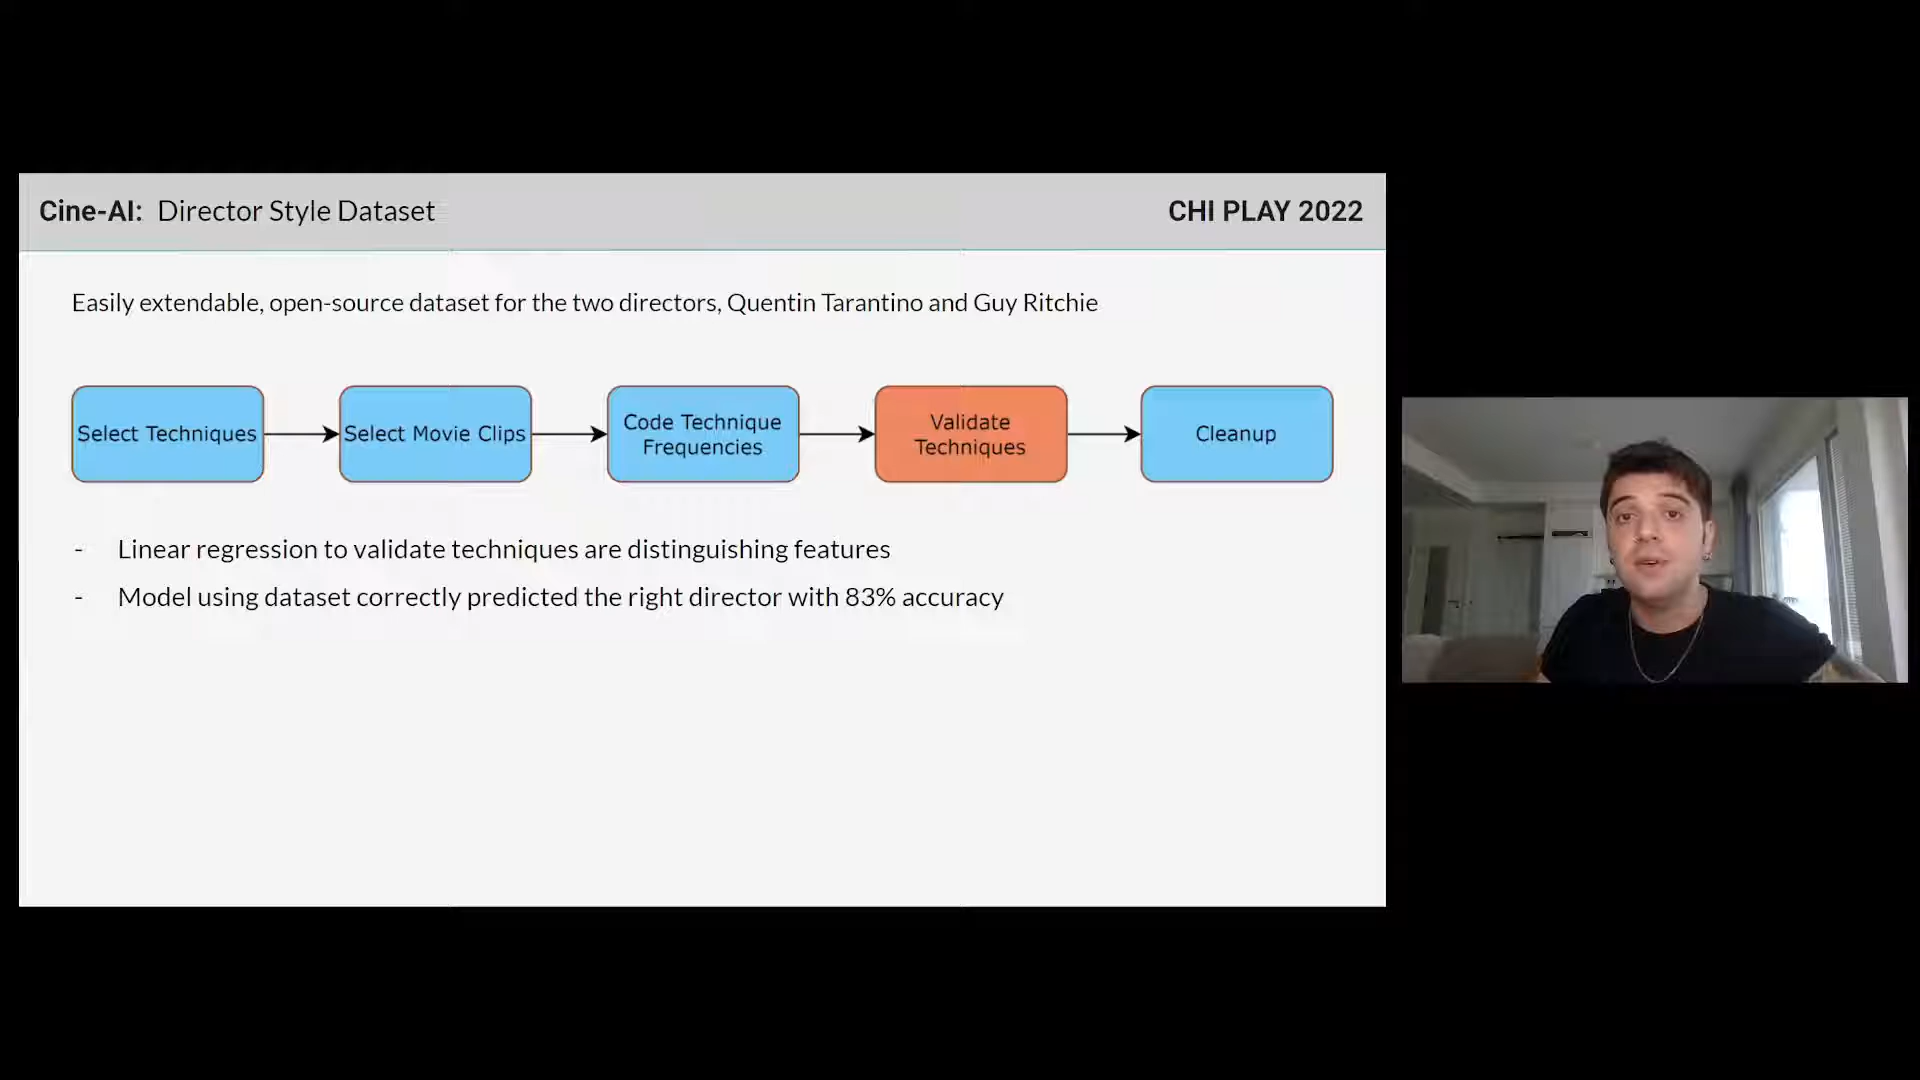 Cine-AI: Director Style Dataset
CHI PLAY 2022
Easily extendable, open-source dataset for the two directors, Quentin Tarantino and Guy Ritchie
Select Techniques
Select Movie Clips
Code Technique
Frequencies
Validate
Techniques
Cleanup
- Linear regression to validate techniques are distinguishing features
- Model using dataset correctly predicted the right director with 83% accuracy